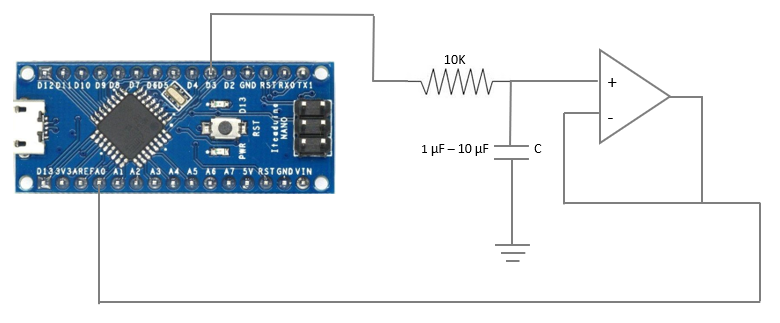 10K
D12 D11 D10 D9 D8 D7 D6 D5 D4 D3 D2 GND RST RX0 TX1
D13
RST
PWR
Iteaduino
NANO
D13 3V3 AREF A0 A1 A2 A3 A4 A5 A6 A7 5V RST GND VIN
+
-
1 µF – 10 µF C